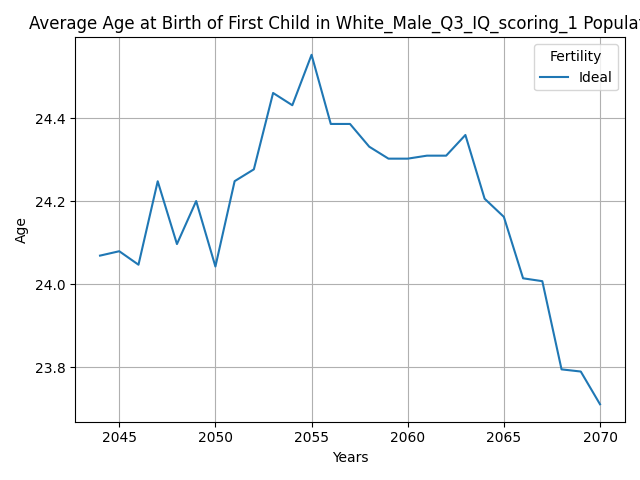 Average Age at Birth of First Child in White_Male_Q3_IQ_scoring_1 Popula
Fertility
Ideal
24.4
24.2
24.0
23.8
Age
2045 2050 2055 2060 2065 2070
Years